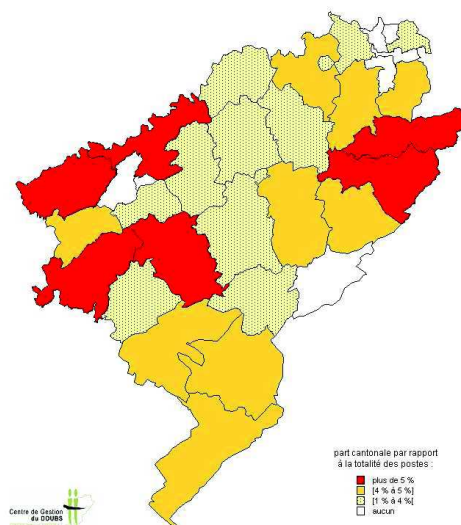 part cantonale par rapport
à la totalité des postes :
plus de 5 %
[4 % à 5 %]
[1 % à 4 %]
aucun
Centre de Gestion
du DOUBS